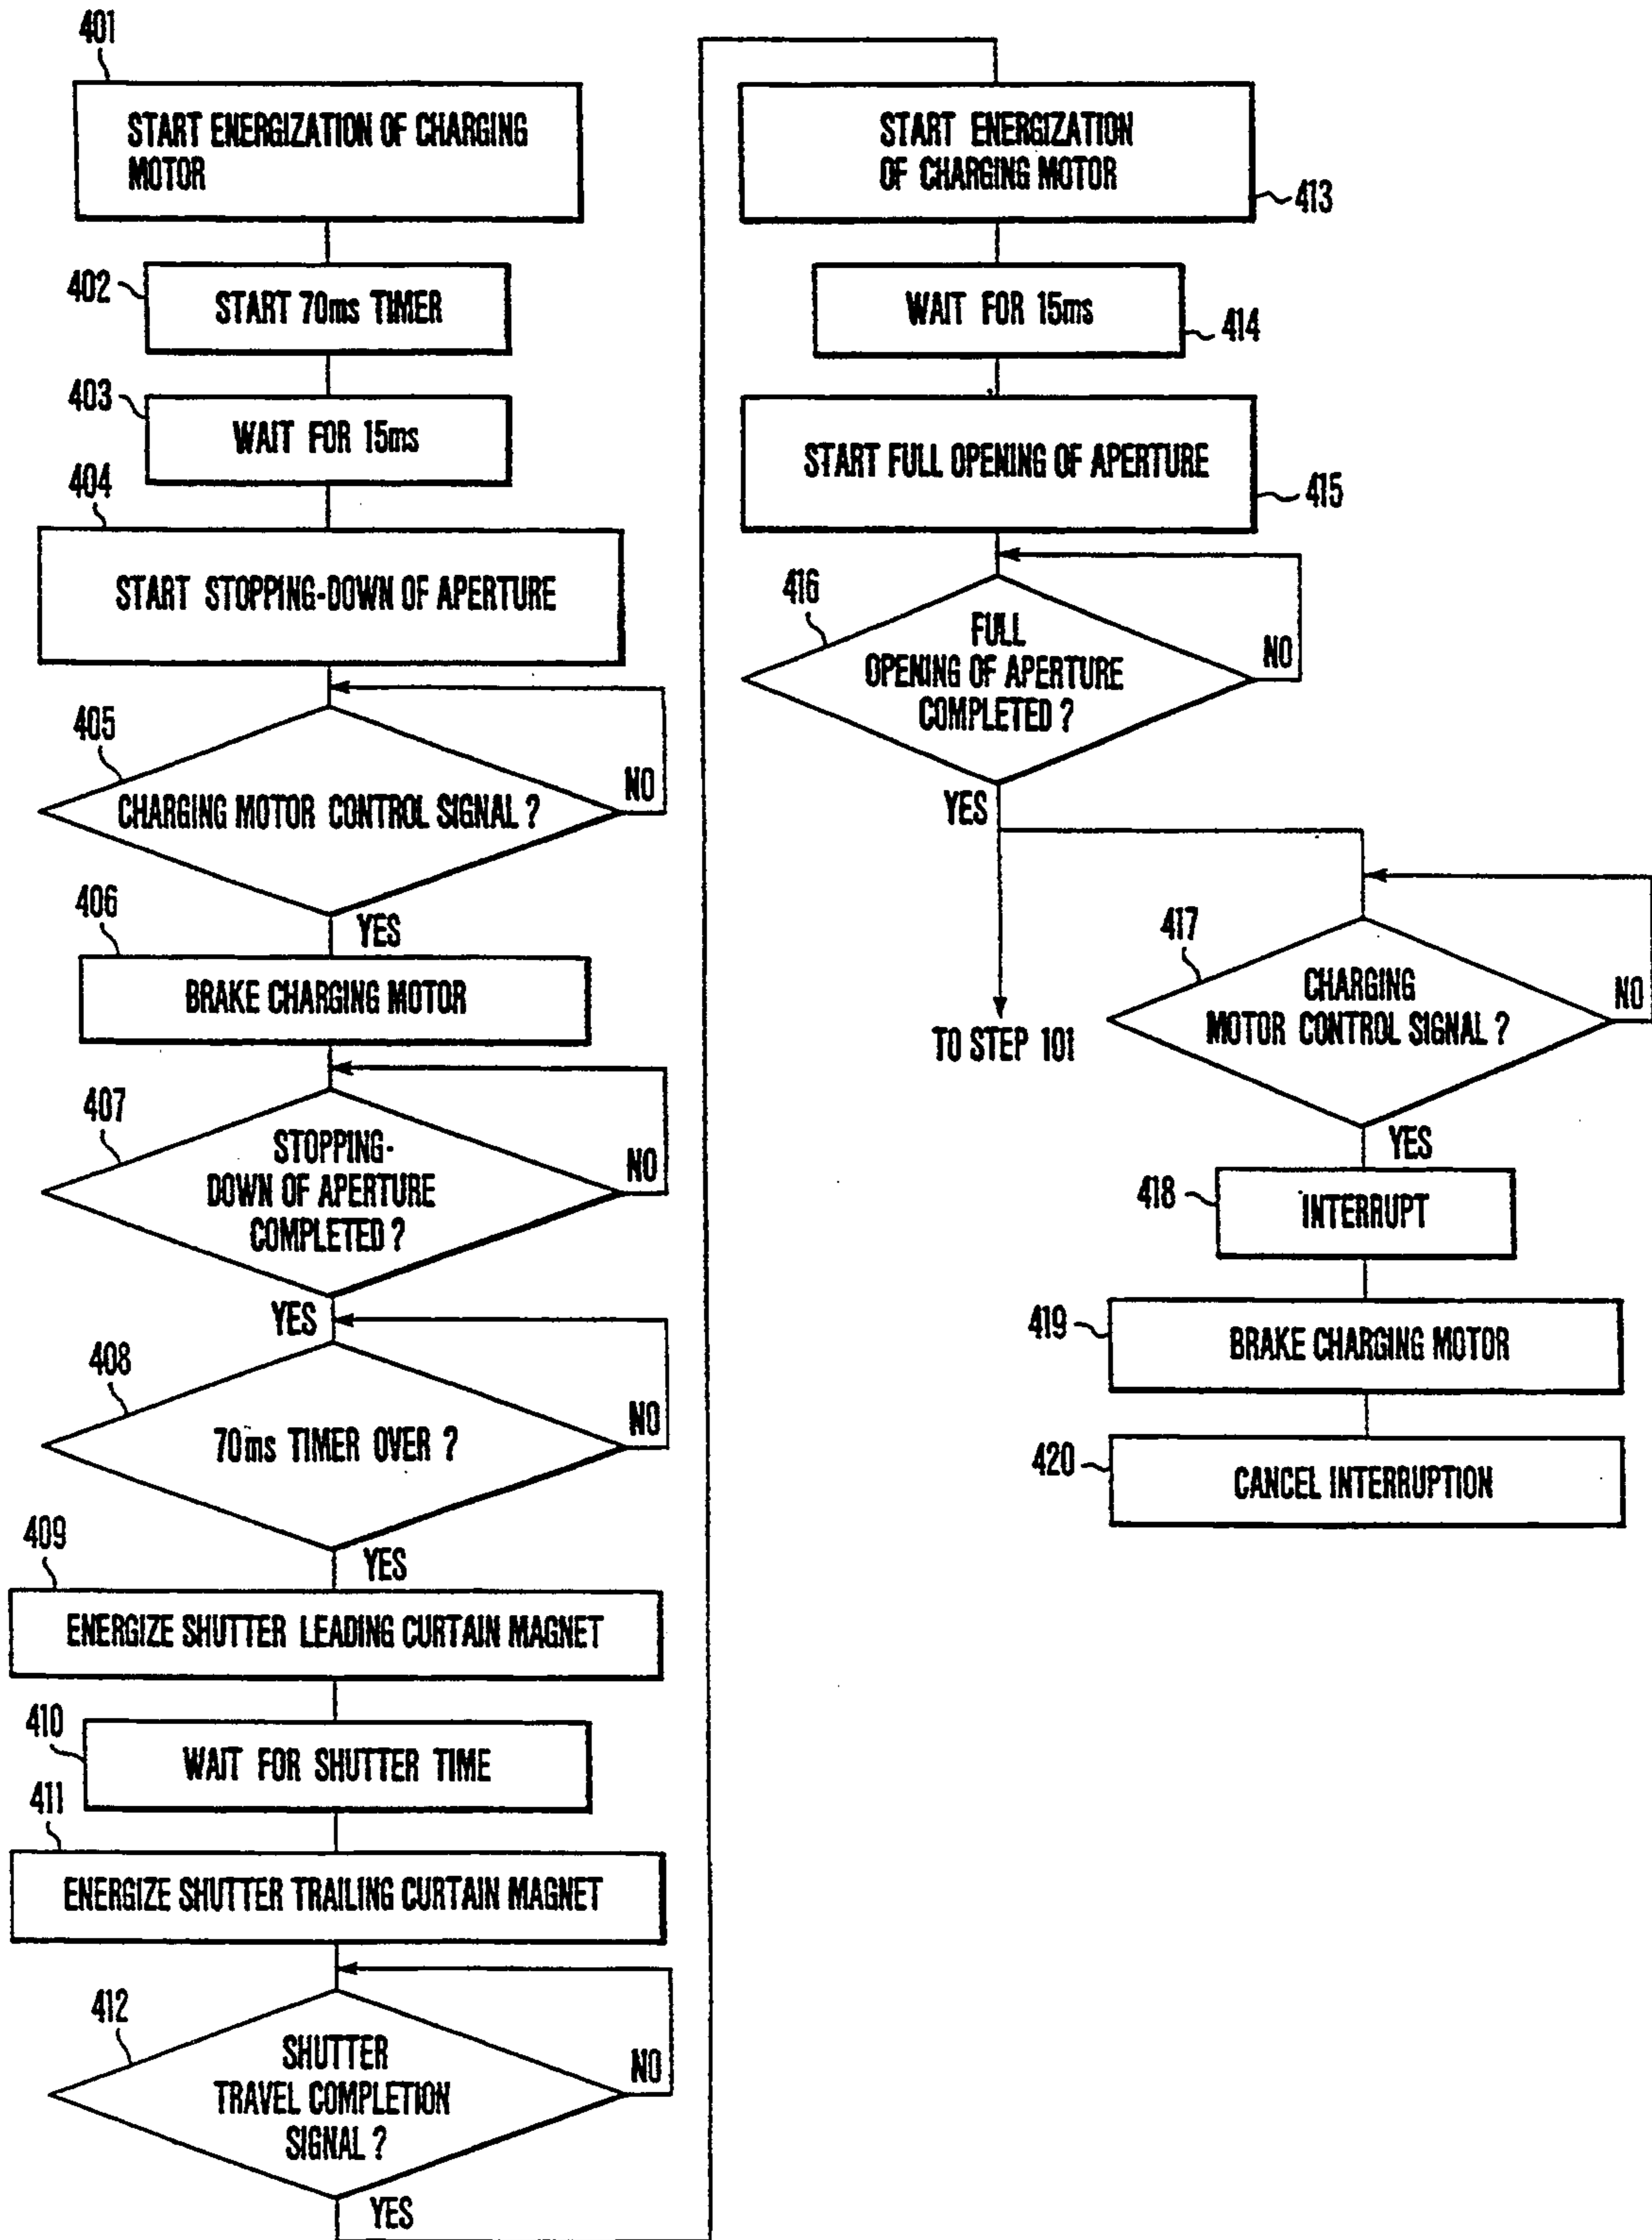 401
START ENERGIZATION OF CHARGING
MOTOR
402
START 70ms TIMER
403
WAIT FOR 15ms
404
START STOPPING-DOWN OF APERTURE
405
CHARGING MOTOR CONTROL SIGNAL ?
NO
YES
406
BRAKE CHARGING MOTOR
407
STOPPING-
DOWN OF APERTURE
COMPLETED ?
NO
YES
408
70ms TIMER OVER ?
NO
YES
409
ENERGIZE SHUTTER LEADING CURTAIN MAGNET
410
WAIT FOR SHUTTER TIME
411
ENERGIZE SHUTTER TRAILING CURTAIN MAGNET
412
SHUTTER
TRAVEL COMPLETION
SIGNAL ?
NO
YES
START ENERGIZATION
OF CHARGING MOTOR
413
WAIT FOR 15ms
414
START FULL OPENING OF APERTURE
415
416
FULL
OPENING OF APERTURE
COMPLETED ?
NO
YES
TO STEP 101
417
CHARGING
MOTOR CONTROL SIGNAL ?
NO
YES
418
INTERRUPT
419
BRAKE CHARGING MOTOR
420
CANCEL INTERRUPTION